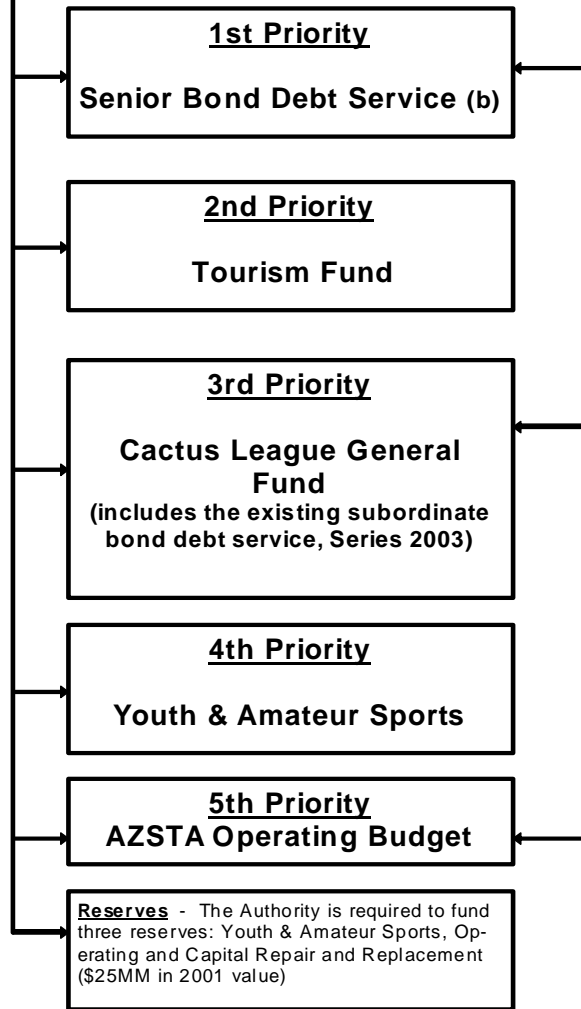 1st Priority
Senior Bond Debt Service (b)
2nd Priority
Tourism Fund
3rd Priority
Cactus League General
Fund
(includes the existing subordinate
bond debt service, Series 2003)
4th Priority
Youth & Amateur Sports
5th Priority
AZSTA Operating Budget
Reserves - The Authority is required to fund
three reserves: Youth & Amateur Sports, Op-
erating and Capital Repair and Replacement
($25MM in 2001 value)